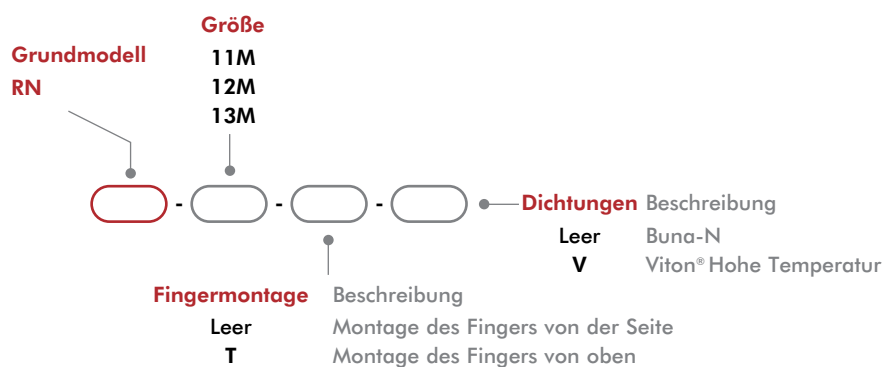 Größe
Grundmodell 11M
RN 12M
13M
- - -
Dichtungen Beschreibung
Leer Buna-N
V Viton® Hohe Temperatur
Fingermontage Beschreibung
Leer Montage des Fingers von der Seite
T Montage des Fingers von oben